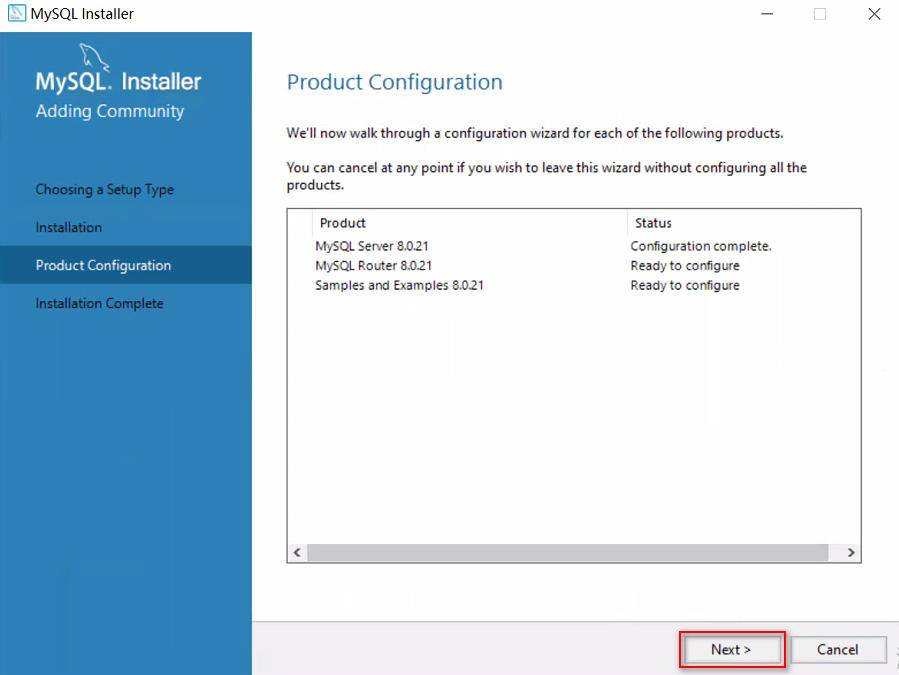 MySQL Installer
MySQL. Installer
Adding Community
Choosing a Setup Type
Installation
Product Configuration
Installation Complete
Product Configuration
We'll now walk through a configuration wizard for each of the following products.
You can cancel at any point if you wish to leave this wizard without configuring all the
products.
Product Status
MySQL Server 8.0.21 Configuration complete.
MySQL Router 8.0.21 Ready to configure
Samples and Examples 8.0.21 Ready to configure
Next >
Cancel